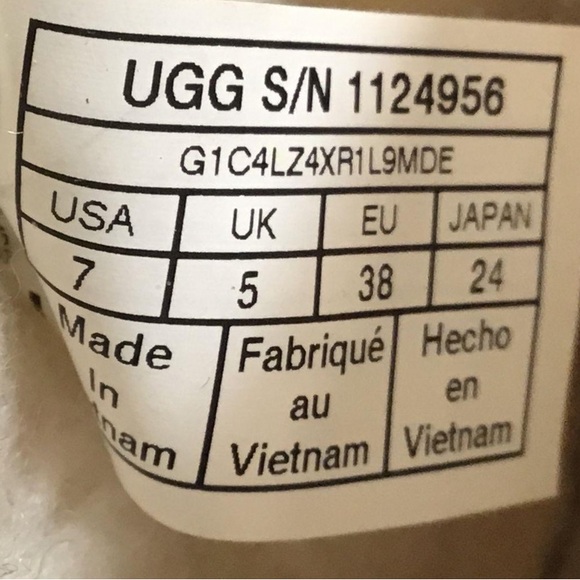 UGG S/N 1124956
G1C4LZ4XR1L9MDE
USA UK EU JAPAN
7 5 38 24
Made Fabriqué Hecho
In au en
Vietnam Vietnam